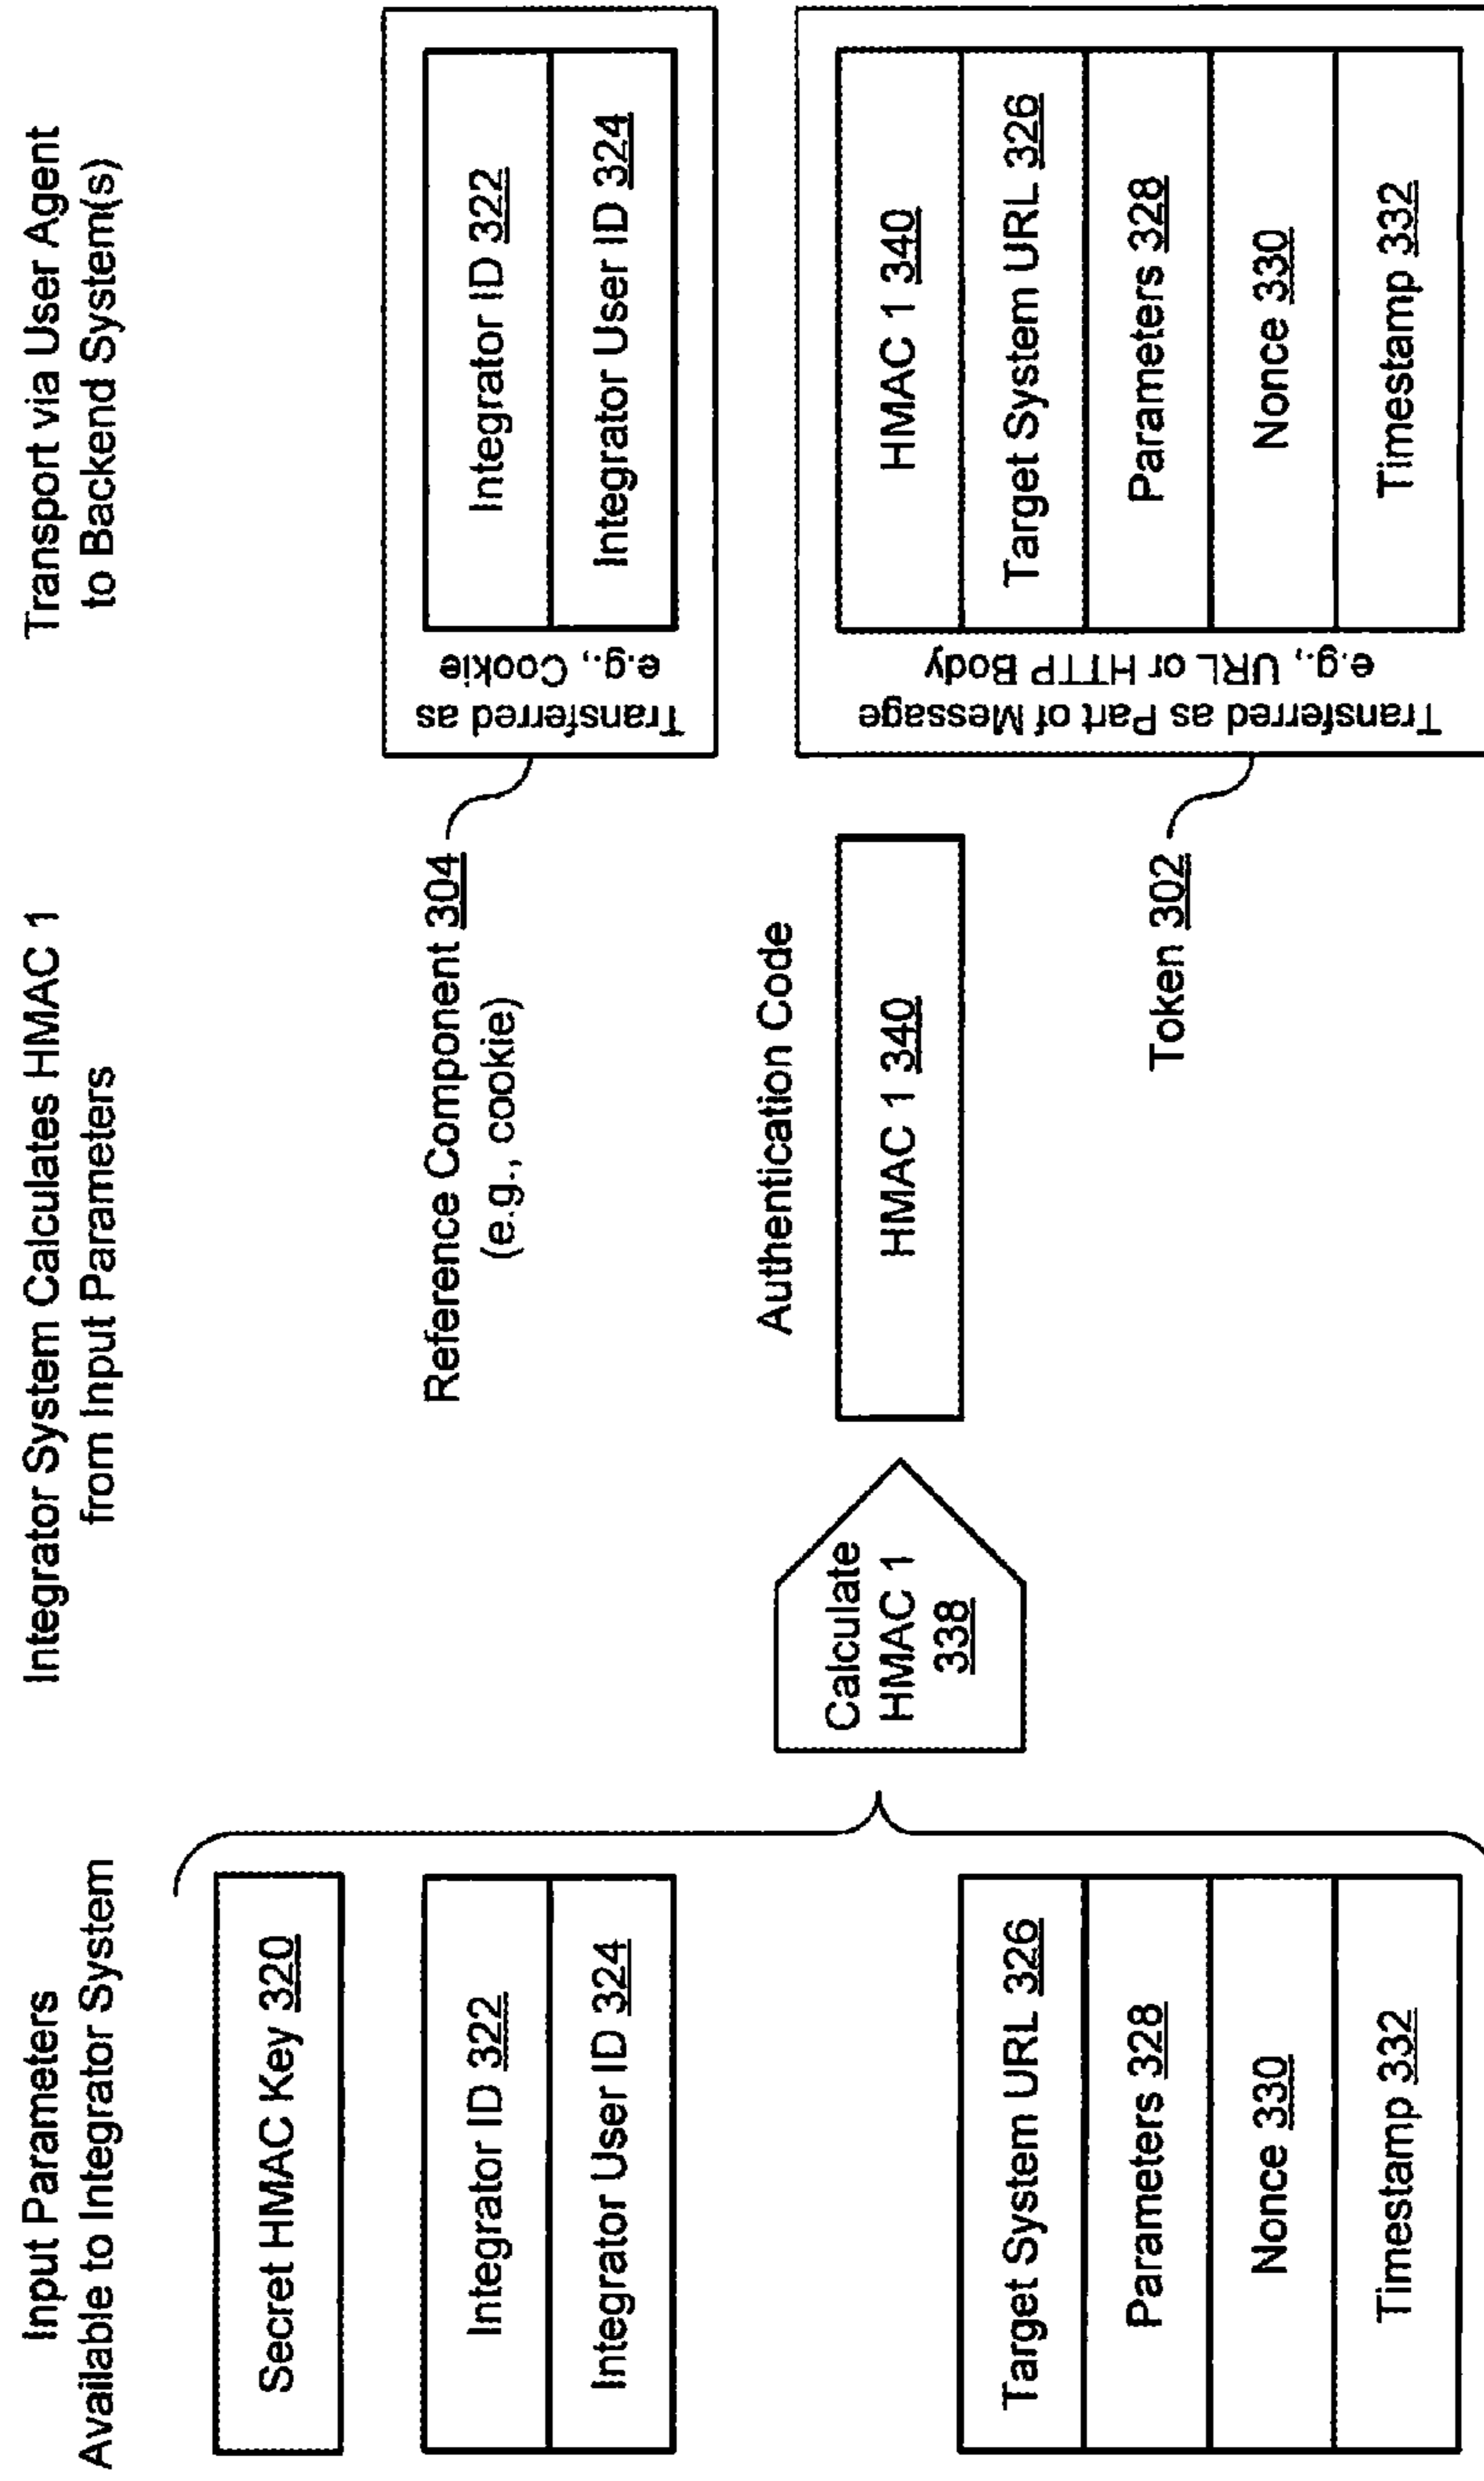 Input Parameters
Available to Integrator System
Secret HMAC Key 320
Integrator ID 322
Integrator User ID 324
Target System URL 326
Parameters 328
Nonce 330
Timestamp 332
Integrator System Calculates HMAC 1
from Input Parameters
Calculate
HMAC 1
338
Reference Component 304
(e.g., cookie)
Authentication Code
HMAC 1 340
Token 302
Transport via User Agent
to Backend System(s)
Transferred as
e.g., Cookie
Integrator ID 322
Integrator User ID 324
Transferred as Part of Message
e.g., URL or HTTP Body
HMAC 1 340
Target System URL 326
Parameters 328
Nonce 330
Timestamp 332